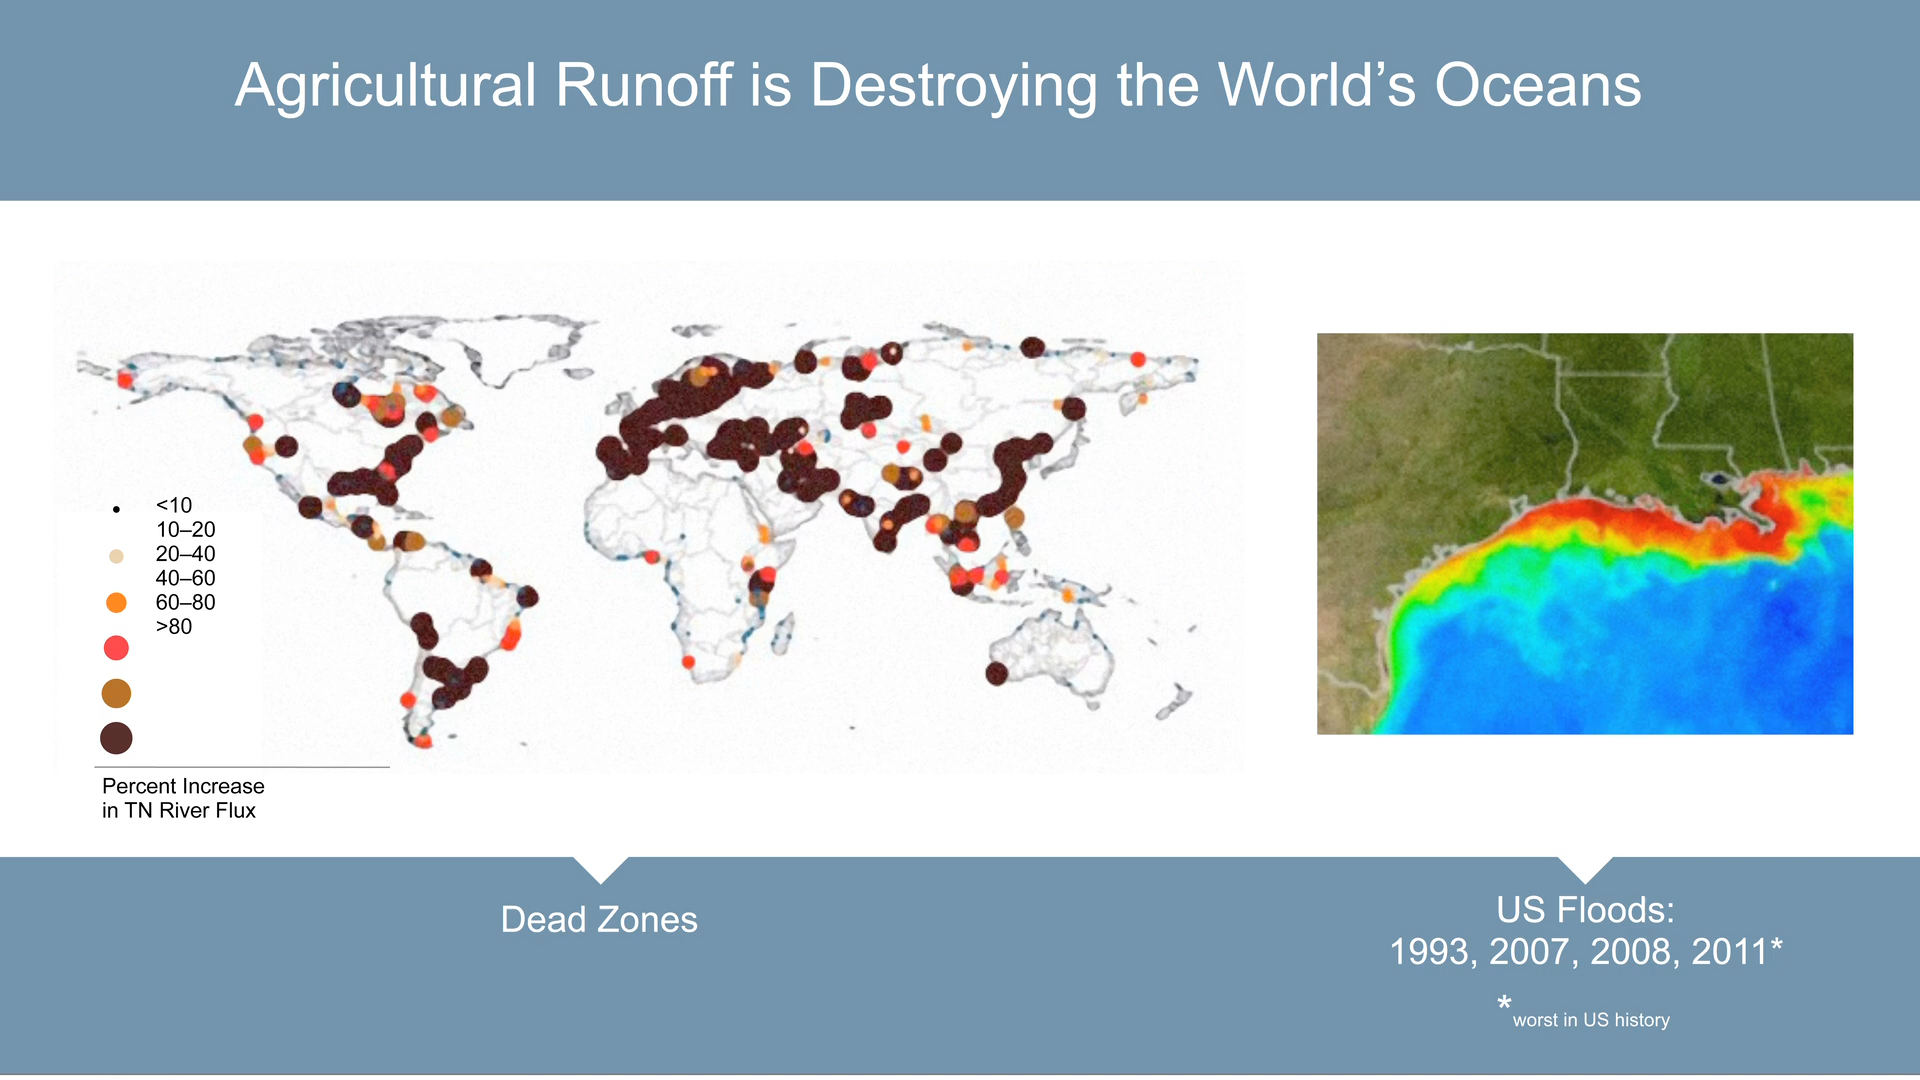 Agricultural Runoff is Destroying the World’s Oceans
<10
10–20
20–40
40–60
60–80
>80
Percent Increase
in TN River Flux
Dead Zones
US Floods:
1993, 2007, 2008, 2011*
*worst in US history